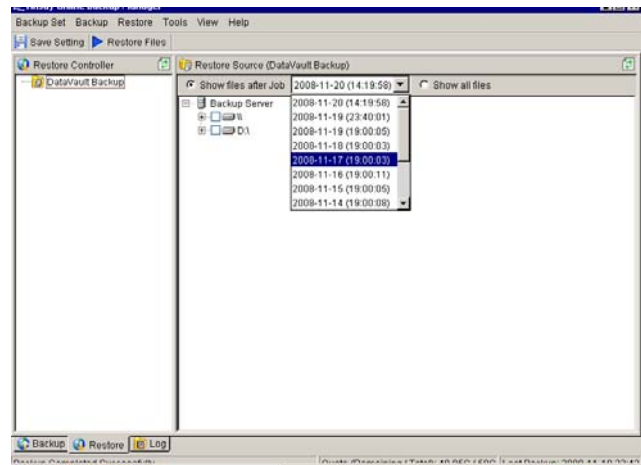 Backup Set Backup Restore Tools View Help
Save Setting Restore Files
Restore Controller
DataVault Backup
Restore Source (DataVault Backup)
Show files after Job 2008-11-20 (14:19:58) Show all files
Backup Server
\\
D:\
2008-11-20 (14:19:58)
2008-11-19 (23:40:01)
2008-11-19 (19:00:05)
2008-11-18 (19:00:03)
2008-11-17 (19:00:03)
2008-11-16 (19:00:11)
2008-11-15 (19:00:05)
2008-11-14 (19:00:08)
Backup Restore Log
Backup Completed Successfully